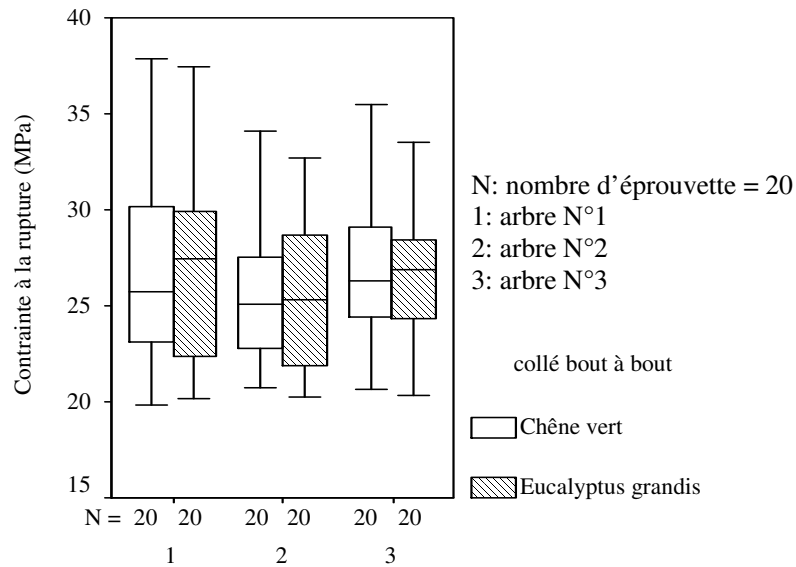 Contrainte à la rupture (MPa)
40
35
30
25
20
15
N = 20 20 20 20 20 20
1 2 3
N: nombre d'éprouvette = 20
1: arbre N°1
2: arbre N°2
3: arbre N°3
collé bout à bout
Chêne vert
Eucalyptus grandis